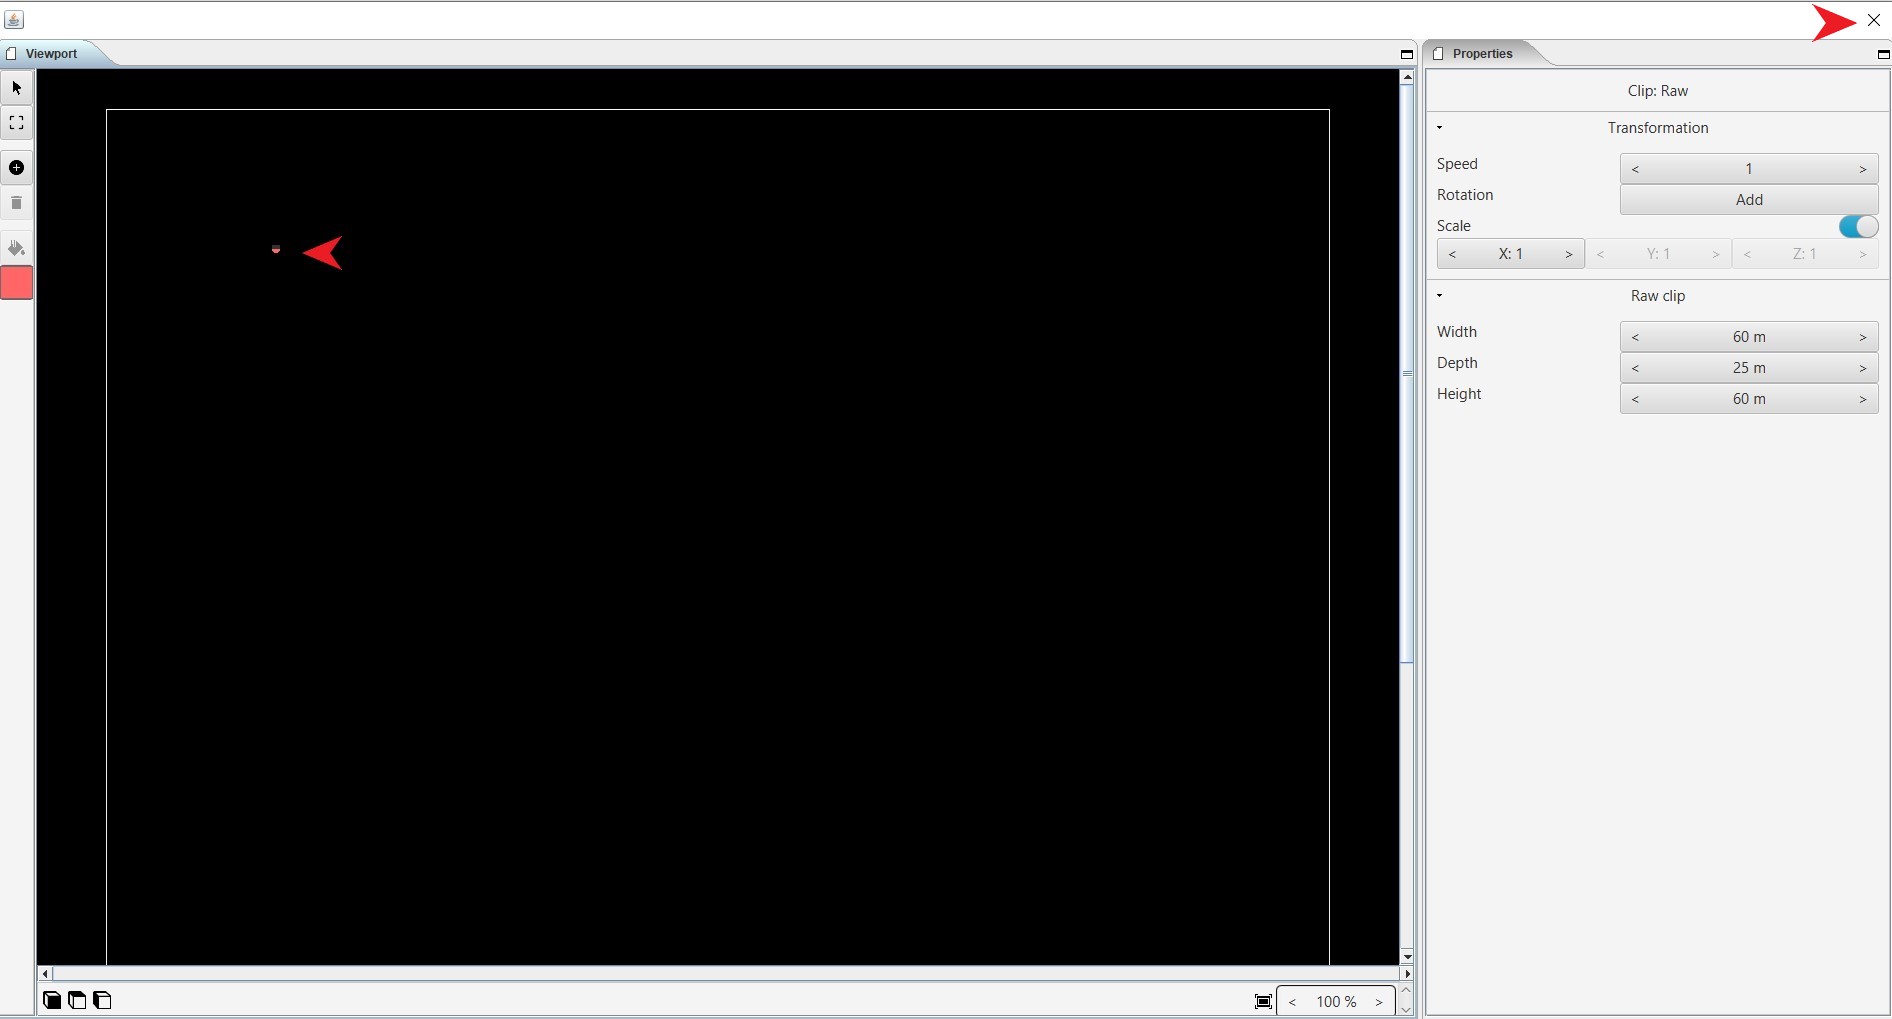 Viewport
Properties
Clip: Raw
Transformation
Speed
< 1 >
Rotation
Add
Scale
< X: 1 >
< Y: 1 >
< Z: 1 >
Raw clip
Width
< 60 m >
Depth
< 25 m >
Height
< 60 m >
< 100 % >